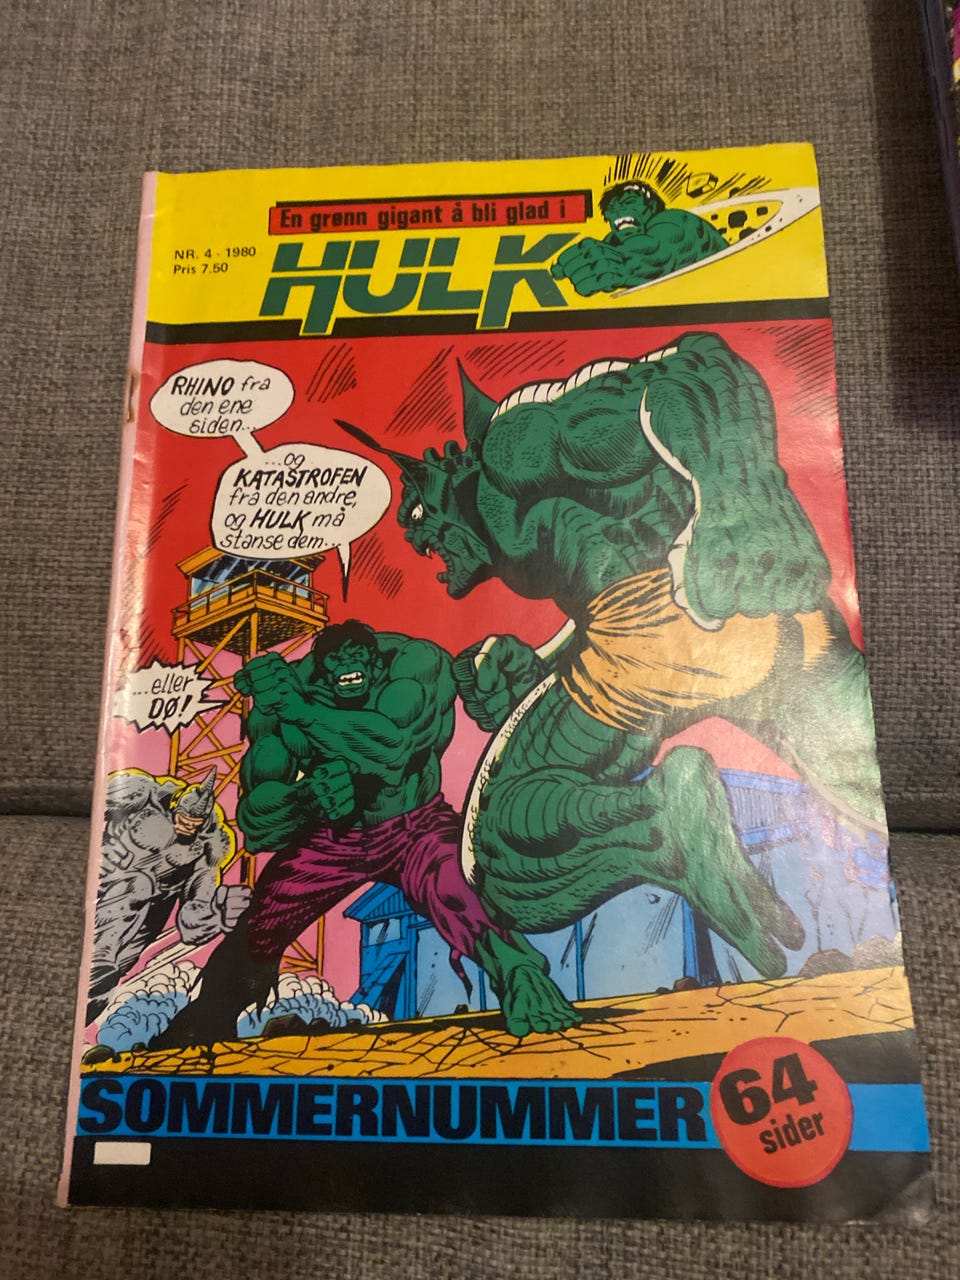 En grønn gigant å bli glad i
NR. 4 - 1980
Pris 7.50
HULK
RHINO fra
den ene
siden...
...og
KATASTROFEN
fra den andre,
og HULK må
stanse dem...
...eller
DØ!
SOMMERNUMMER
64
sider